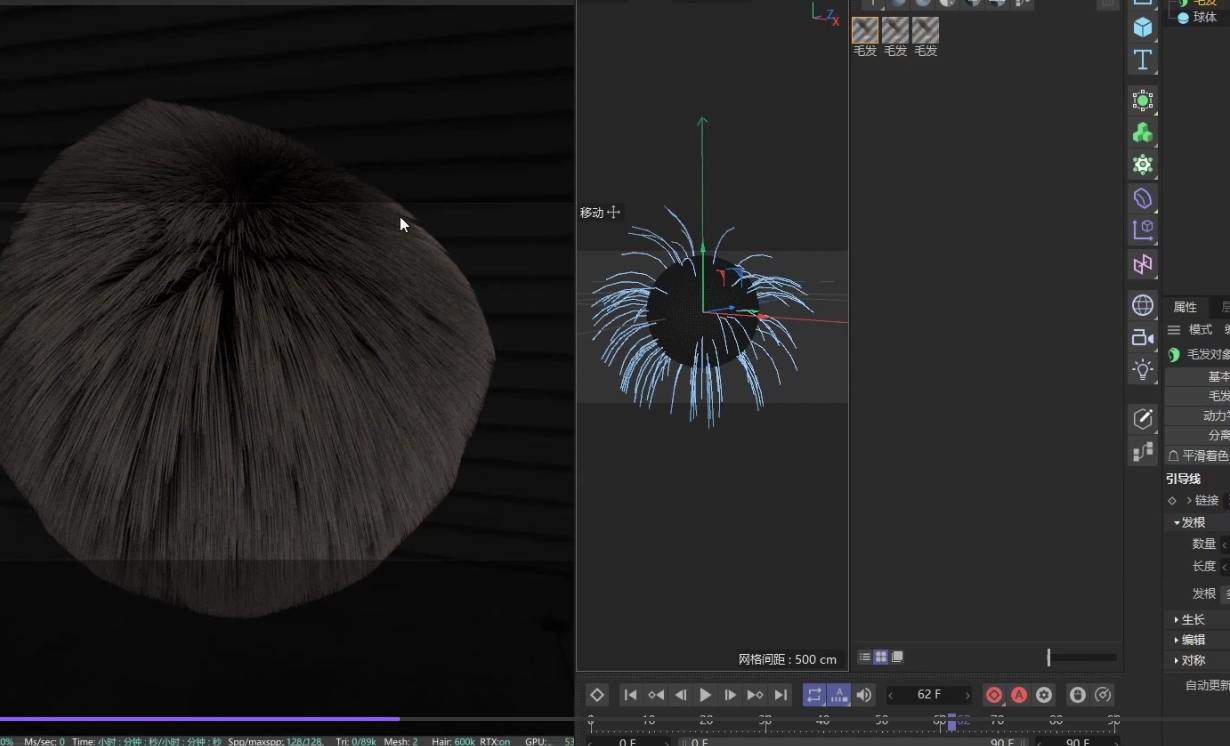 毛发
球体
Z
X
毛发 毛发 毛发
移动
属性
模式
毛发对象
基本
毛发
动力学
分离
平滑着色
引导线
链接
发根
数量
长度
发根
生长
编辑
对称
自动更新
网格间距 : 500 cm
62 F
10 20 40 50 62 90
0 F 0 F 90 F 90 F
0% Ms/sec: 0 Time: 小时 : 分钟 : 秒/小时 : 分钟 : 秒 Spp/maxspp: 128/128. Tri: 0/89k Mesh: 2 Hair: 600k RTX:on GPU: 53